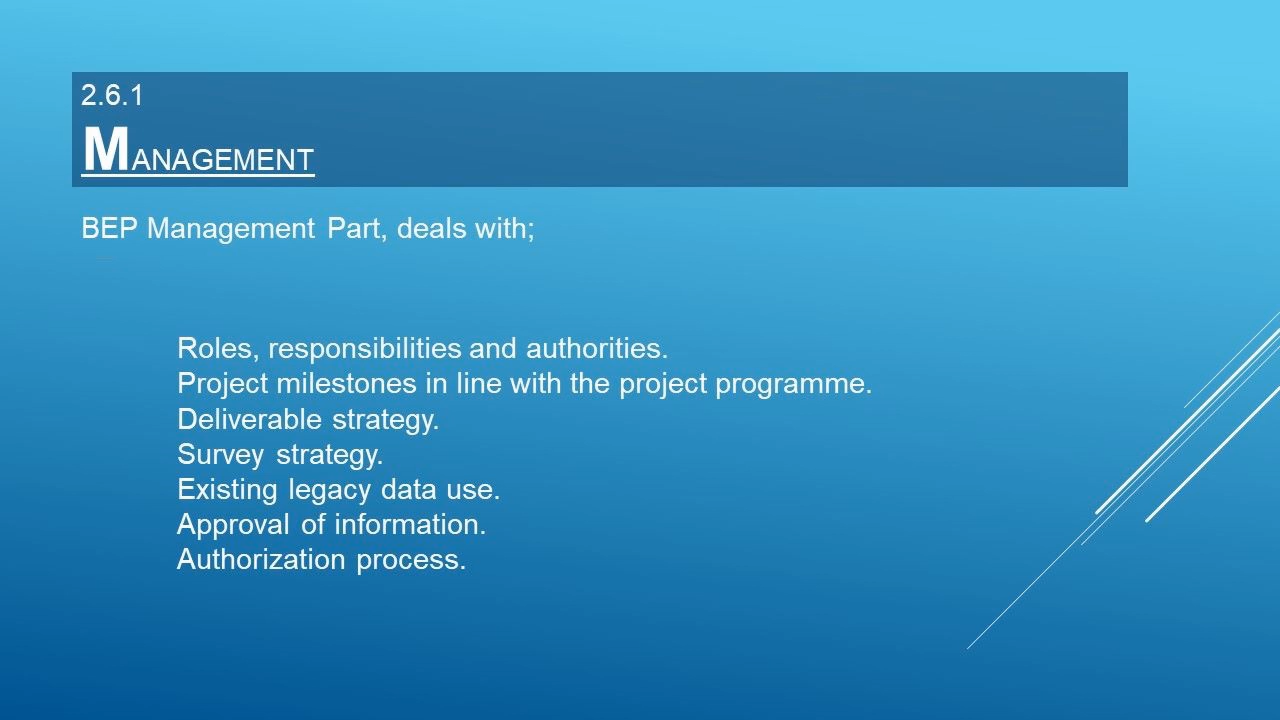 2.6.1
MANAGEMENT
BEP Management Part, deals with;
Roles, responsibilities and authorities.
Project milestones in line with the project programme.
Deliverable strategy.
Survey strategy.
Existing legacy data use.
Approval of information.
Authorization process.